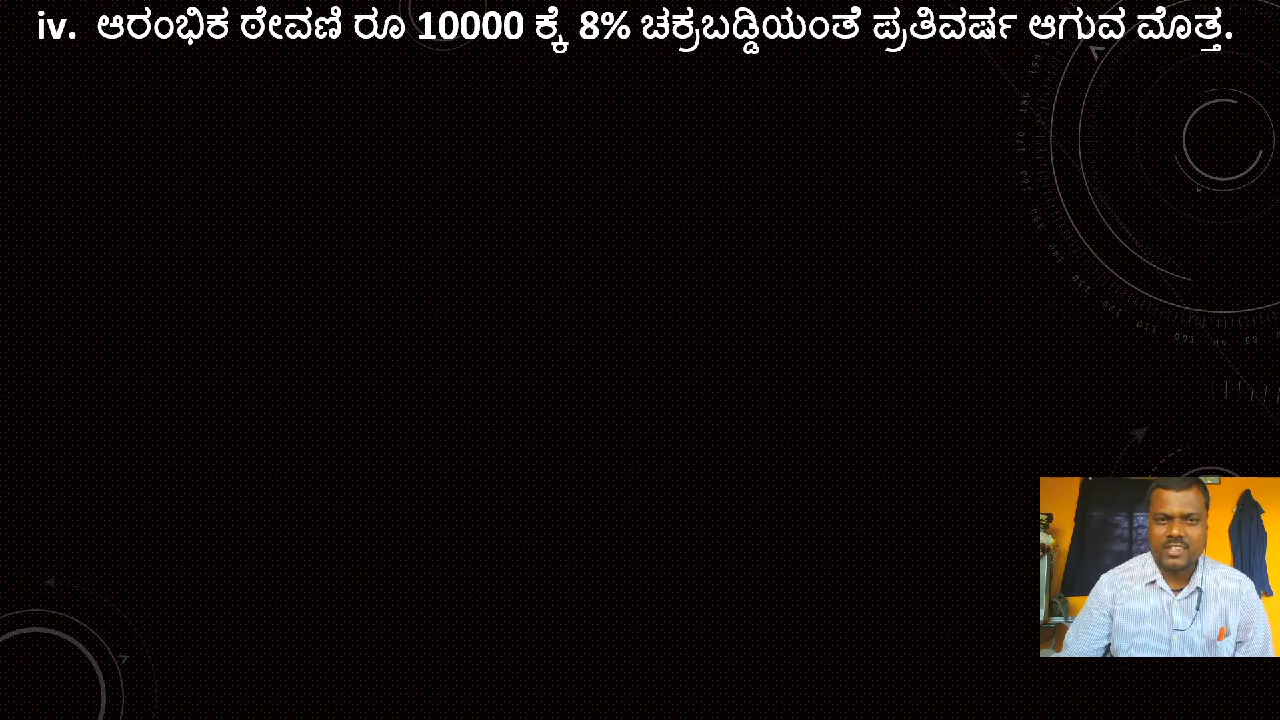 iv. ಆರಂಭಿಕ ಠೇವಣಿ ರೂ 10000 ಕ್ಕೆ 8% ಚಕ್ರಬಡ್ಡಿಯಂತೆ ಪ್ರತಿವರ್ಷ ಆಗುವ ಮೊತ್ತ.